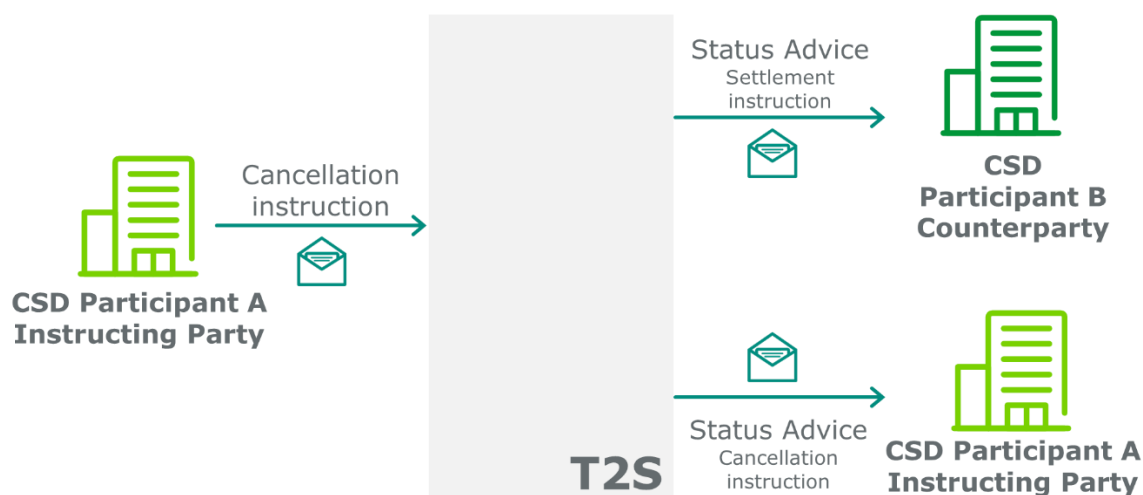 Cancellation
instruction
CSD Participant A
Instructing Party
T2S
Status Advice
Settlement
instruction
CSD
Participant B
Counterparty
Status Advice
Cancellation
instruction
CSD Participant A
Instructing Party